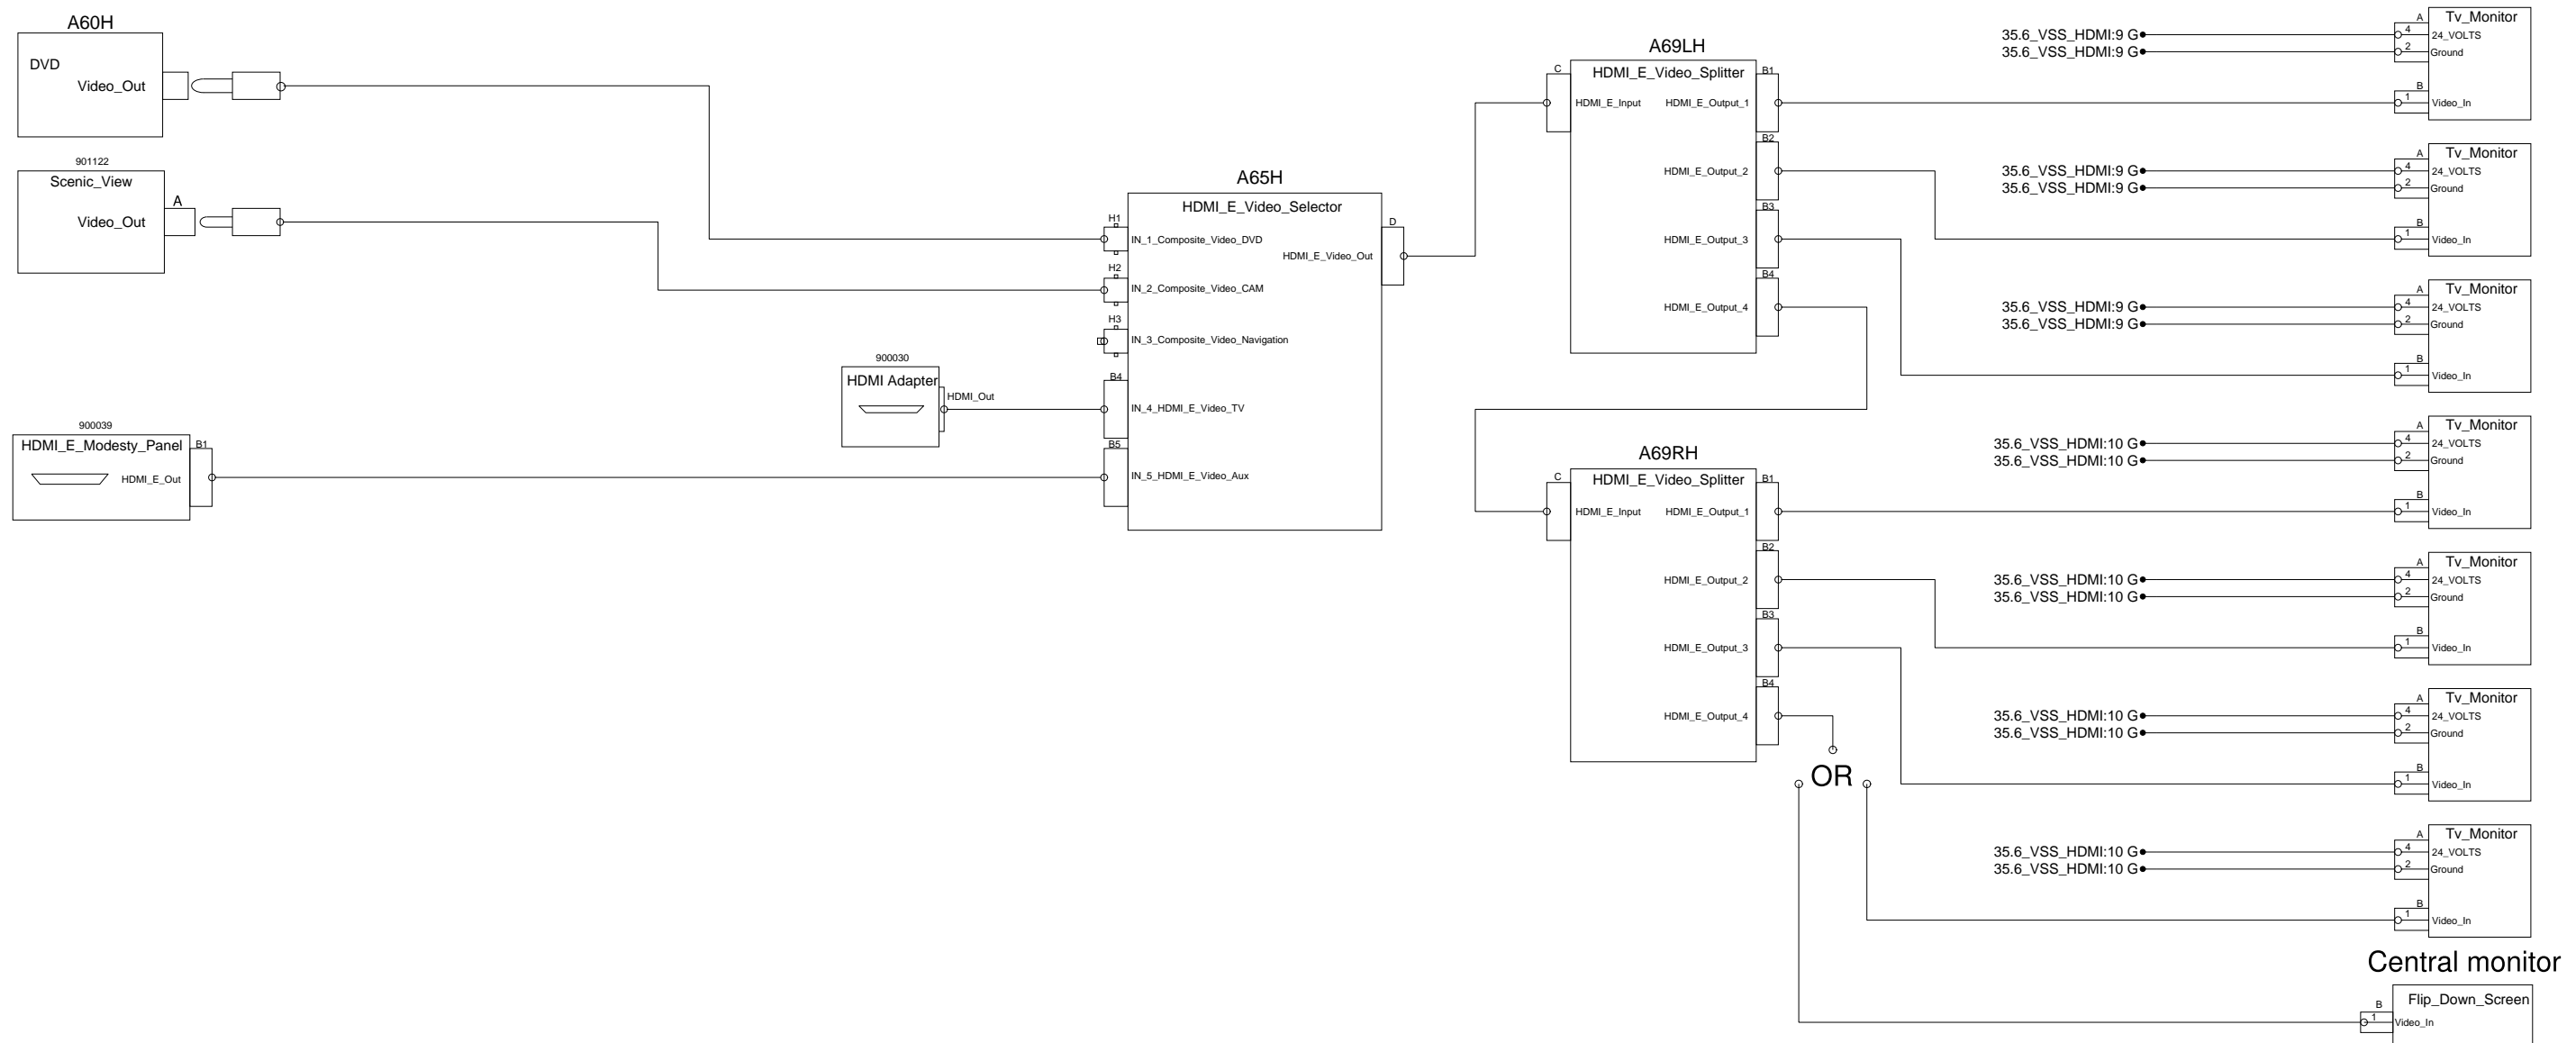 A60H
DVD
Video_Out
901122
Scenic_View
Video_Out
A
900039
HDMI_E_Modesty_Panel
B1
HDMI_E_Out
900030
HDMI Adapter
HDMI_Out
A65H
HDMI_E_Video_Selector
H1
IN_1_Composite_Video_DVD
D
HDMI_E_Video_Out
H2
IN_2_Composite_Video_CAM
H3
IN_3_Composite_Video_Navigation
B4
IN_4_HDMI_E_Video_TV
B5
IN_5_HDMI_E_Video_Aux
A69LH
HDMI_E_Video_Splitter
C
HDMI_E_Input
B1
HDMI_E_Output_1
B2
HDMI_E_Output_2
B3
HDMI_E_Output_3
B4
HDMI_E_Output_4
A69RH
HDMI_E_Video_Splitter
C
HDMI_E_Input
B1
HDMI_E_Output_1
B2
HDMI_E_Output_2
B3
HDMI_E_Output_3
B4
HDMI_E_Output_4
OR
Tv_Monitor
A
35.6_VSS_HDMI:9 G 4 24_VOLTS
35.6_VSS_HDMI:9 G 2 Ground
B
1 Video_In
Tv_Monitor
A
35.6_VSS_HDMI:9 G 4 24_VOLTS
35.6_VSS_HDMI:9 G 2 Ground
B
1 Video_In
Tv_Monitor
A
35.6_VSS_HDMI:9 G 4 24_VOLTS
35.6_VSS_HDMI:9 G 2 Ground
B
1 Video_In
Tv_Monitor
A
35.6_VSS_HDMI:10 G 4 24_VOLTS
35.6_VSS_HDMI:10 G 2 Ground
B
1 Video_In
Tv_Monitor
A
35.6_VSS_HDMI:10 G 4 24_VOLTS
35.6_VSS_HDMI:10 G 2 Ground
B
1 Video_In
Tv_Monitor
A
35.6_VSS_HDMI:10 G 4 24_VOLTS
35.6_VSS_HDMI:10 G 2 Ground
B
1 Video_In
Tv_Monitor
A
35.6_VSS_HDMI:10 G 4 24_VOLTS
35.6_VSS_HDMI:10 G 2 Ground
B
1 Video_In
Central monitor
Flip_Down_Screen
B
1 Video_In